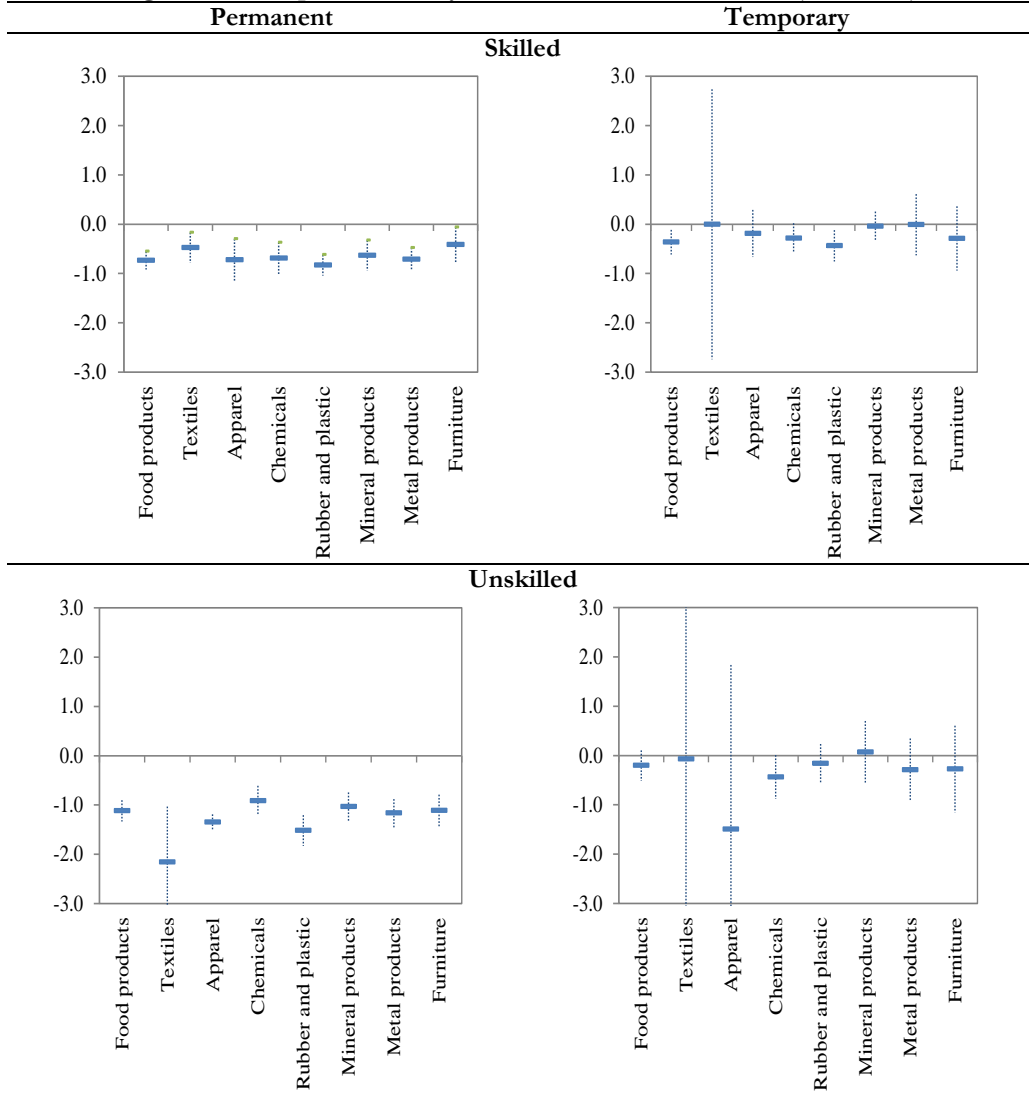 Permanent Temporary
Skilled
3.0 3.0
2.0 2.0
1.0 1.0
0.0 0.0
-1.0 -1.0
-2.0 -2.0
-3.0 -3.0
Food products Textiles Apparel Chemicals Rubber and plastic Mineral products Metal products Furniture Food products Textiles Apparel Chemicals Rubber and plastic Mineral products Metal products Furniture
Unskilled
3.0 3.0
2.0 2.0
1.0 1.0
0.0 0.0
-1.0 -1.0
-2.0 -2.0
-3.0 -3.0
Food products Textiles Apparel Chemicals Rubber and plastic Mineral products Metal products Furniture Food products Textiles Apparel Chemicals Rubber and plastic Mineral products Metal products Furniture